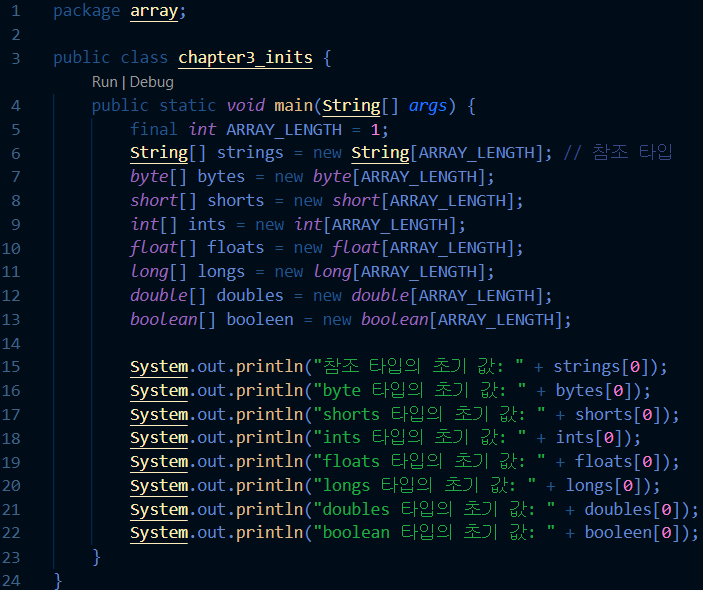 1 package array;
2
3 public class chapter3_inits {
Run | Debug
4 public static void main(String[] args) {
5 final int ARRAY_LENGTH = 1;
6 String[] strings = new String[ARRAY_LENGTH]; // 참조 타입
7 byte[] bytes = new byte[ARRAY_LENGTH];
8 short[] shorts = new short[ARRAY_LENGTH];
9 int[] ints = new int[ARRAY_LENGTH];
10 float[] floats = new float[ARRAY_LENGTH];
11 long[] longs = new long[ARRAY_LENGTH];
12 double[] doubles = new double[ARRAY_LENGTH];
13 boolean[] booleen = new boolean[ARRAY_LENGTH];
14
15 System.out.println("참조 타입의 초기 값: " + strings[0]);
16 System.out.println("byte 타입의 초기 값: " + bytes[0]);
17 System.out.println("shorts 타입의 초기 값: " + shorts[0]);
18 System.out.println("ints 타입의 초기 값: " + ints[0]);
19 System.out.println("floats 타입의 초기 값: " + floats[0]);
20 System.out.println("longs 타입의 초기 값: " + longs[0]);
21 System.out.println("doubles 타입의 초기 값: " + doubles[0]);
22 System.out.println("boolean 타입의 초기 값: " + booleen[0]);
23 }
24 }